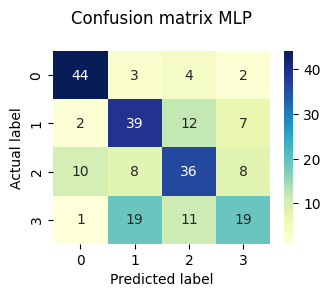 Confusion matrix MLP
0 44 3 4 2
1 2 39 12 7
2 10 8 36 8
3 1 19 11 19
0 1 2 3
Predicted label
Actual label
40
30
20
10